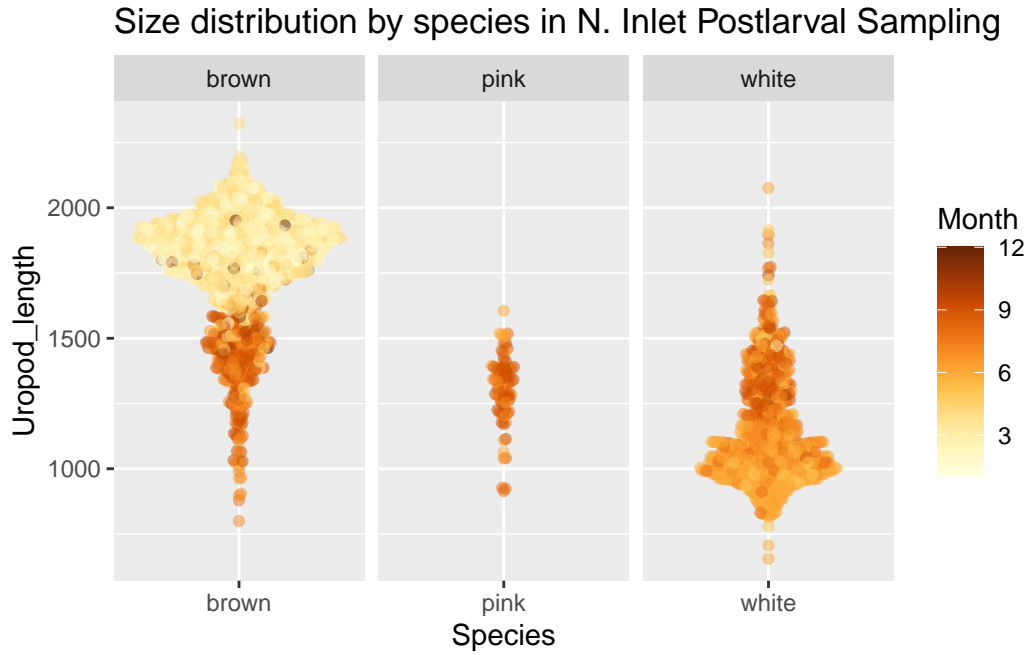 Size distribution by species in N. Inlet Postlarval Sampling
brown
pink
white
2000
1500
1000
Uropod_length
brown
pink
white
Species
Month
12
9
6
3